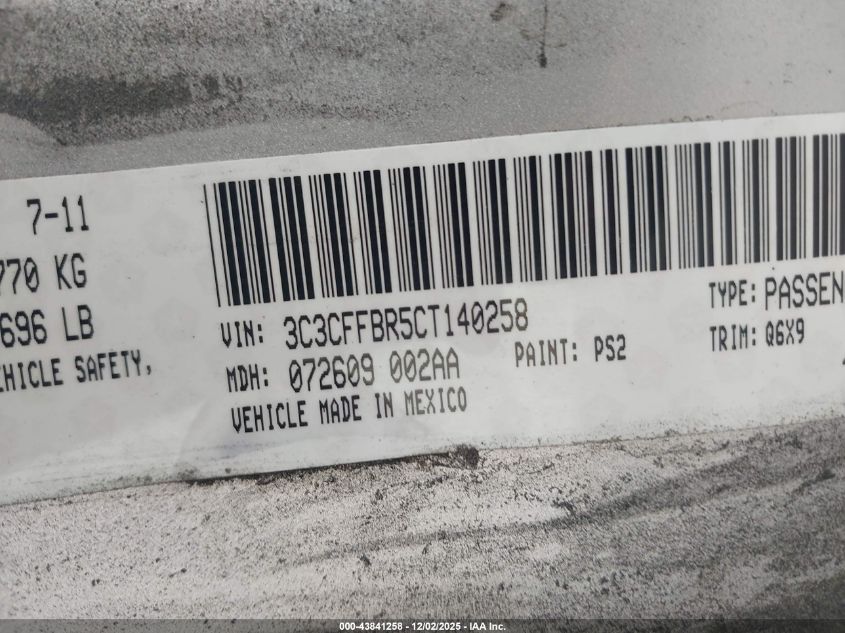 7-11
770 KG
696 LB
EHICLE SAFETY,
VIN: 3C3CFFBR5CT140258
TYPE: PASSEN
MDH: 072609 002AA
PAINT: PS2
TRIM: Q6X9
VEHICLE MADE IN MEXICO
000-43841258 - 12/02/2025 - IAA Inc.